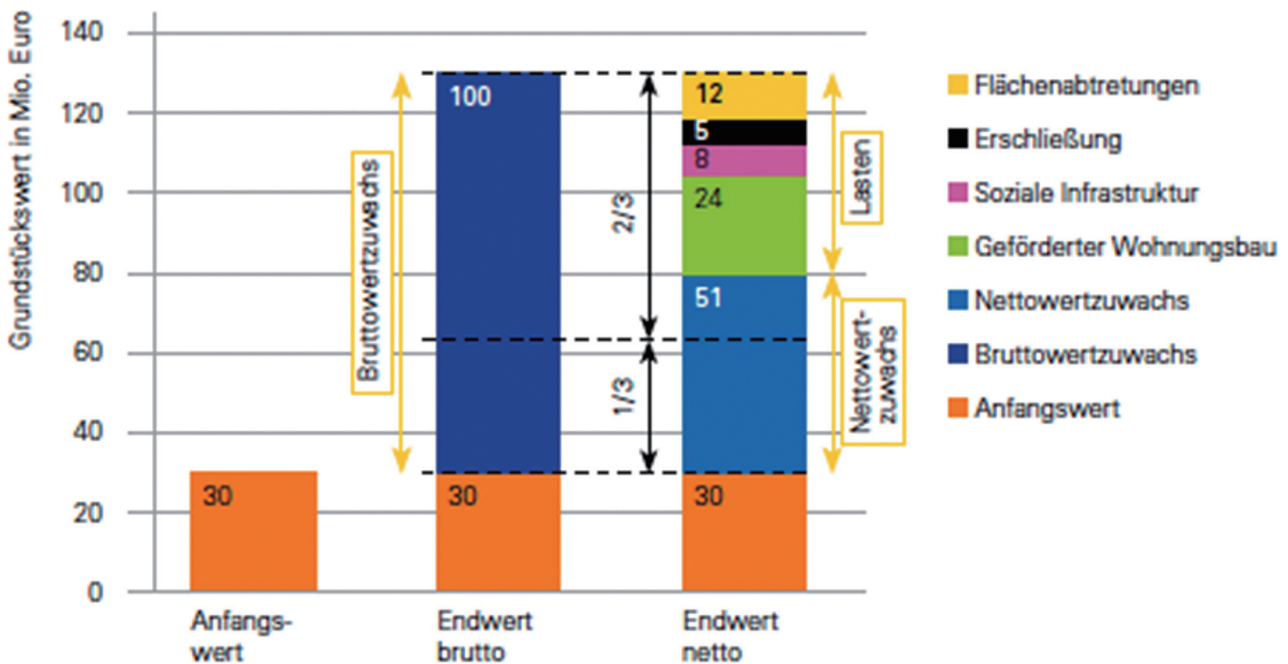 Grundstückswert in Mio. Euro
140
120
100
80
60
40
20
0
Bruttowertzuwachs
2/3
1/3
Lasten
Nettowert-
zuwachs
30
100
30
12
5
8
24
51
30
Anfangs-
wert
Endwert
brutto
Endwert
netto
Flächenabtretungen
Erschließung
Soziale Infrastruktur
Geförderter Wohnungsbau
Nettowertzuwachs
Bruttowertzuwachs
Anfangswert